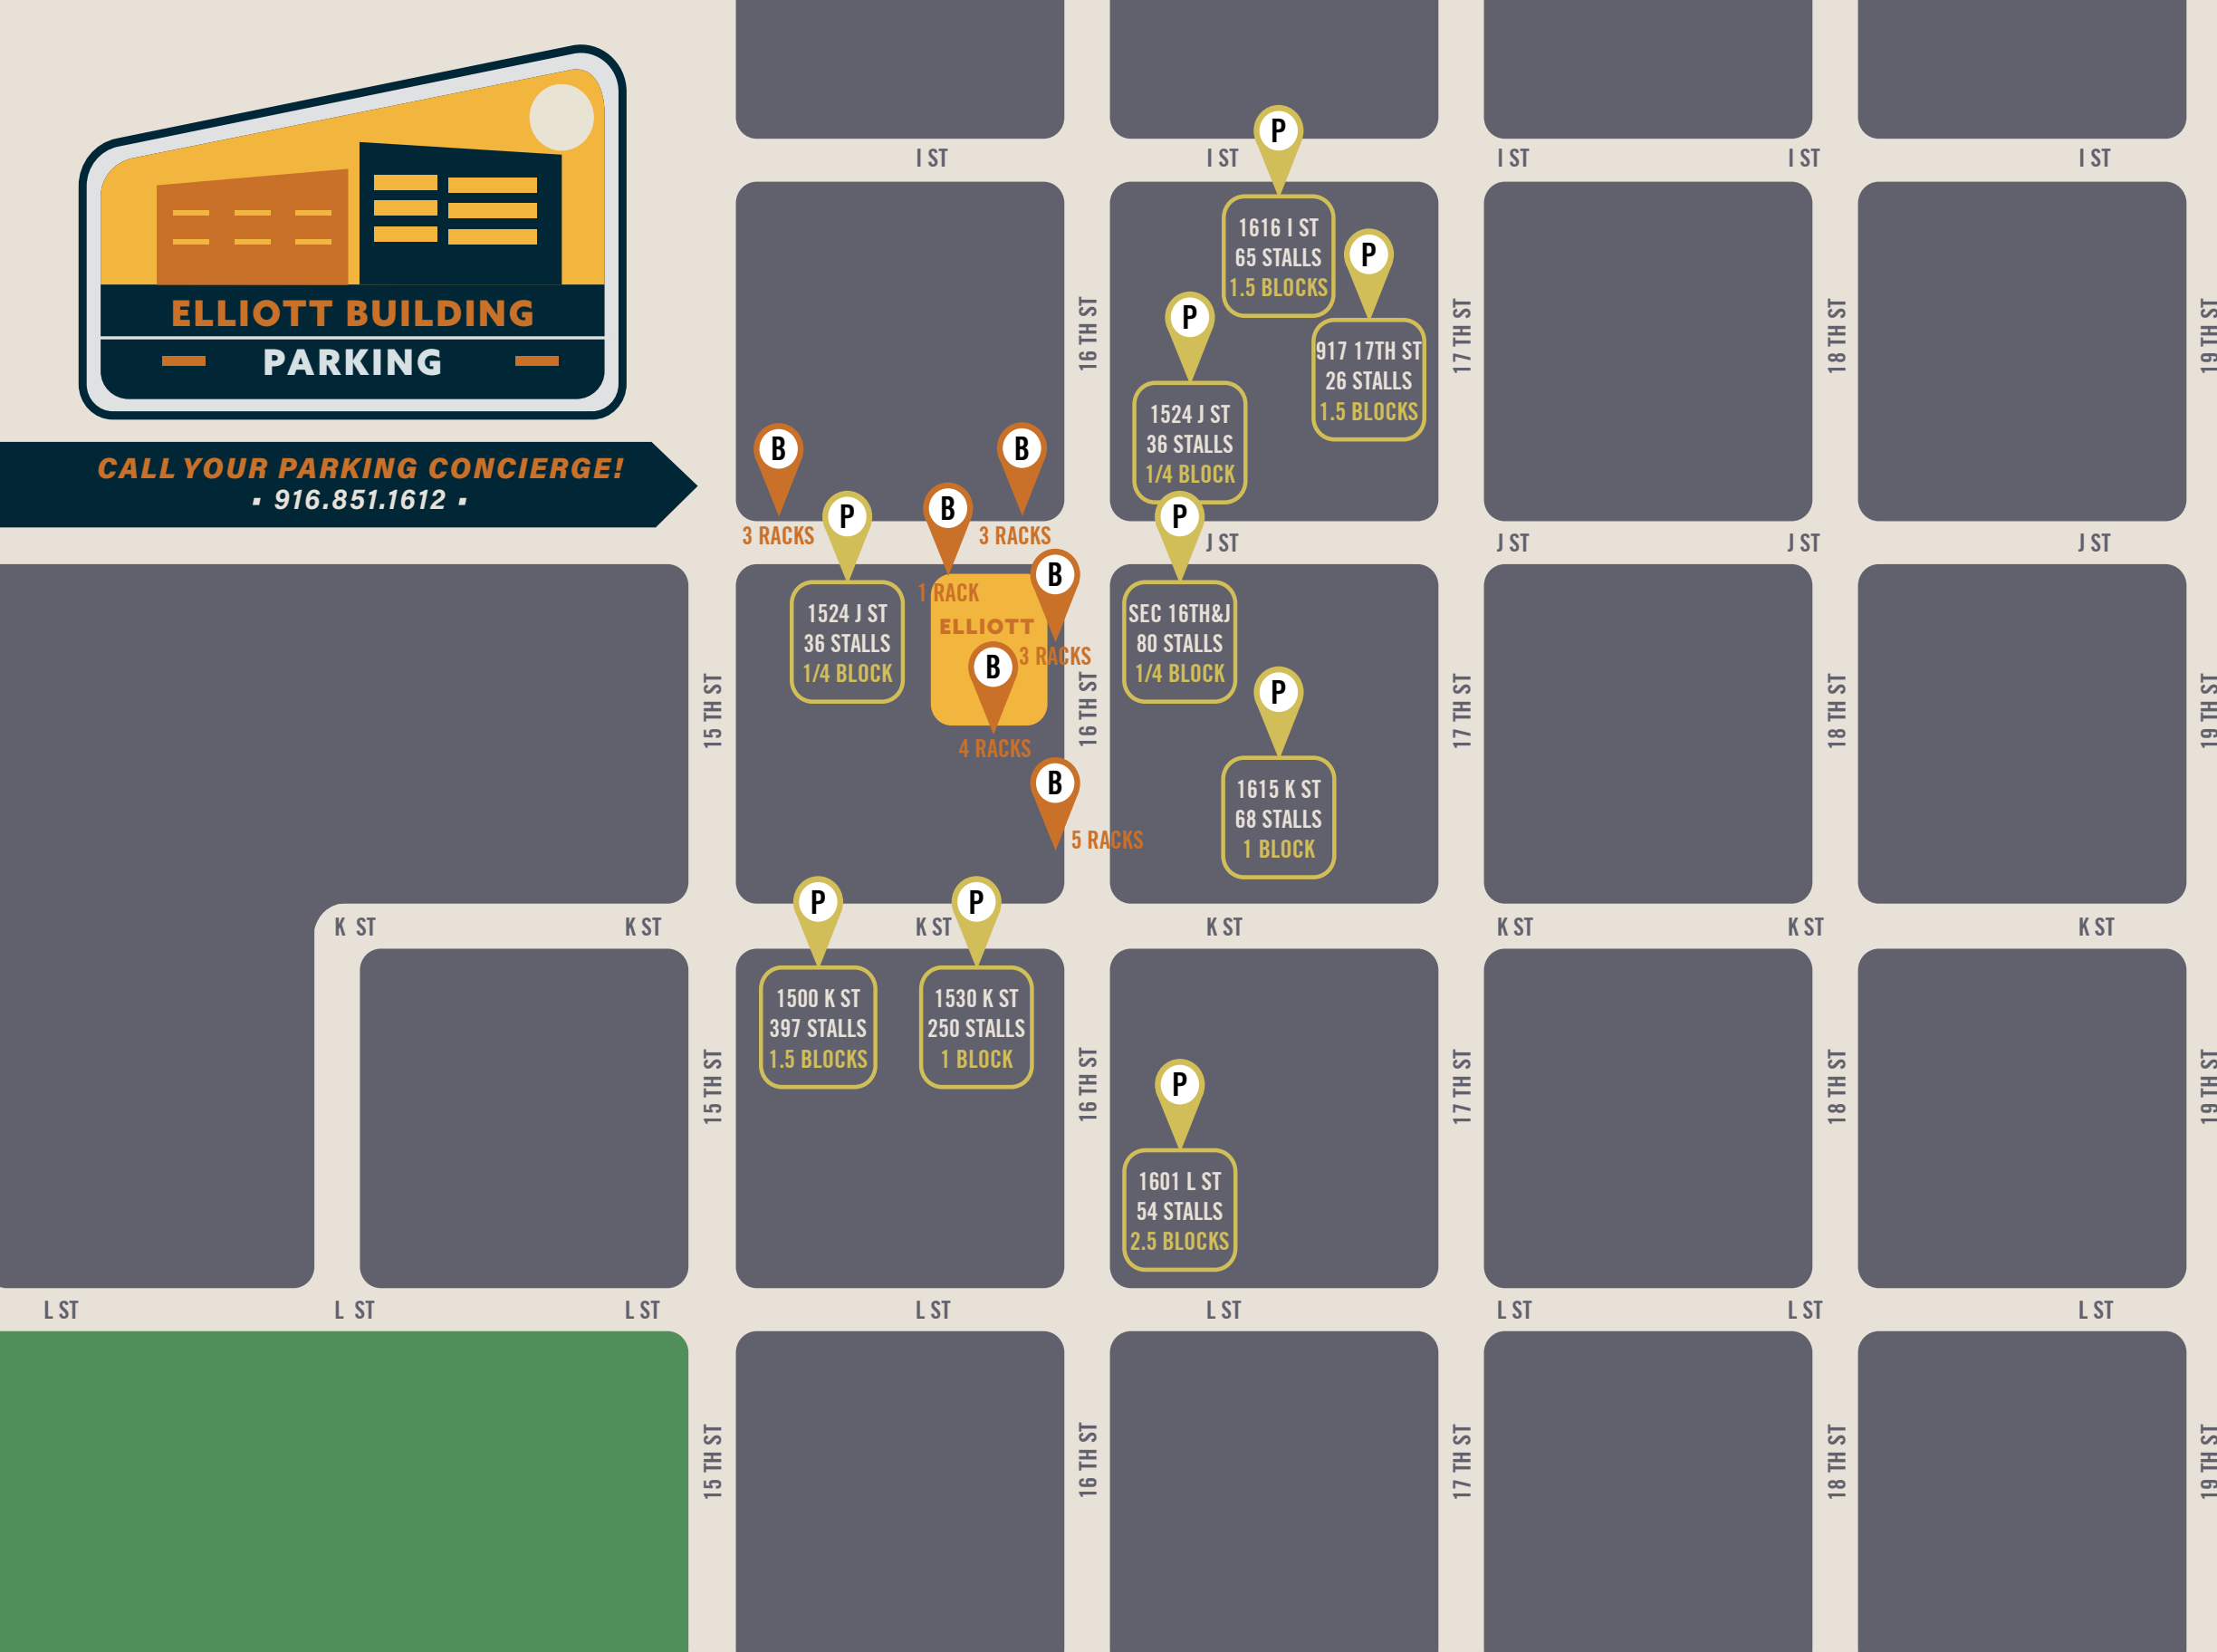 ELLIOTT BUILDING
PARKING
CALL YOUR PARKING CONCIERGE!
· 916.851.1612 ·
I ST
I ST
I ST
I ST
I ST
P
1616 I ST
65 STALLS
1.5 BLOCKS
P
917 17TH ST
26 STALLS
1.5 BLOCKS
P
1524 J ST
36 STALLS
1/4 BLOCK
16 TH ST
17 TH ST
18 TH ST
19 TH ST
B
3 RACKS
B
3 RACKS
B
1 RACK
J ST
J ST
J ST
J ST
P
1524 J ST
36 STALLS
1/4 BLOCK
ELLIOTT
B
3 RACKS
B
4 RACKS
B
5 RACKS
P
SEC 16TH&J
80 STALLS
1/4 BLOCK
P
1615 K ST
68 STALLS
1 BLOCK
15 TH ST
16 TH ST
17 TH ST
18 TH ST
19 TH ST
K ST
K ST
K ST
K ST
K ST
K ST
K ST
P
1500 K ST
397 STALLS
1.5 BLOCKS
P
1530 K ST
250 STALLS
1 BLOCK
P
1601 L ST
54 STALLS
2.5 BLOCKS
15 TH ST
16 TH ST
17 TH ST
18 TH ST
19 TH ST
L ST
L ST
L ST
L ST
L ST
L ST
L ST
L ST
15 TH ST
16 TH ST
17 TH ST
18 TH ST
19 TH ST